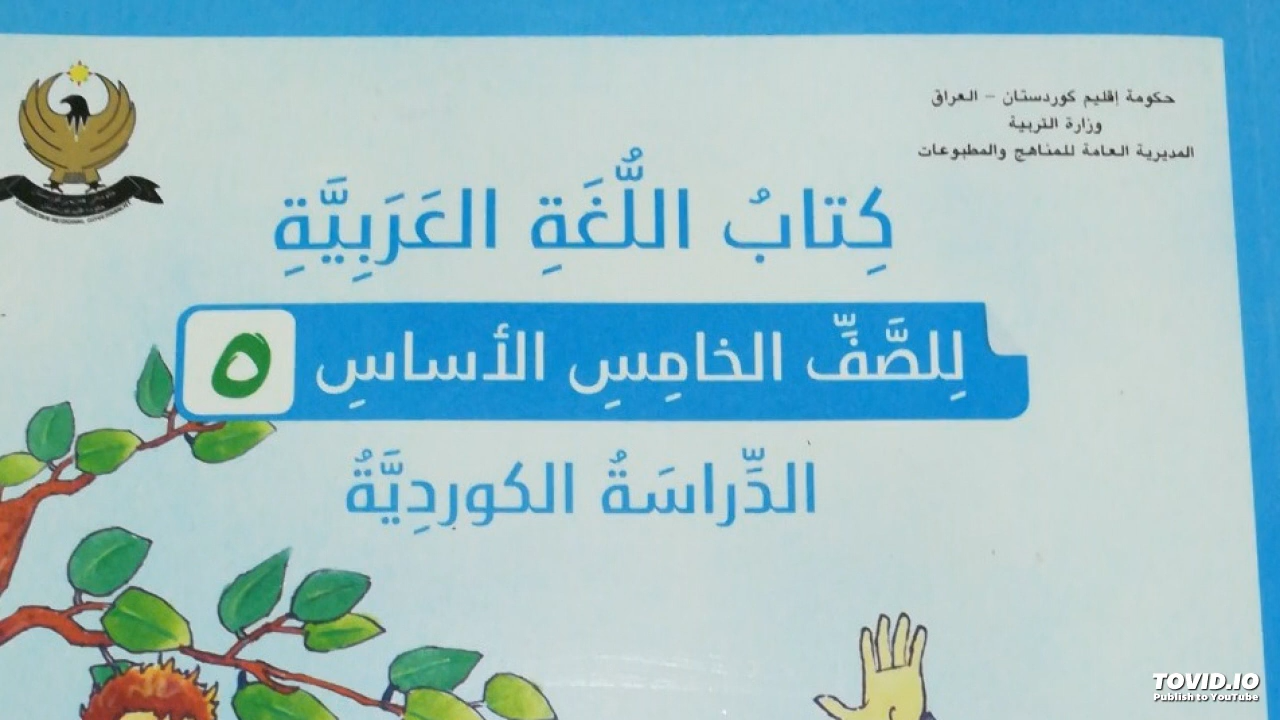 حكومة إقليم كوردستان - العراق
وزارة التربية
المديرية العامة للمناهج والمطبوعات
كِتابُ اللُّغَةِ العَرَبِيَّةِ
لِلصَّفِّ الخامِسِ الأساسِ ٥
الدِّراسَةُ الكوردِيَّةُ
TOVID.IO
Publish to YouTube